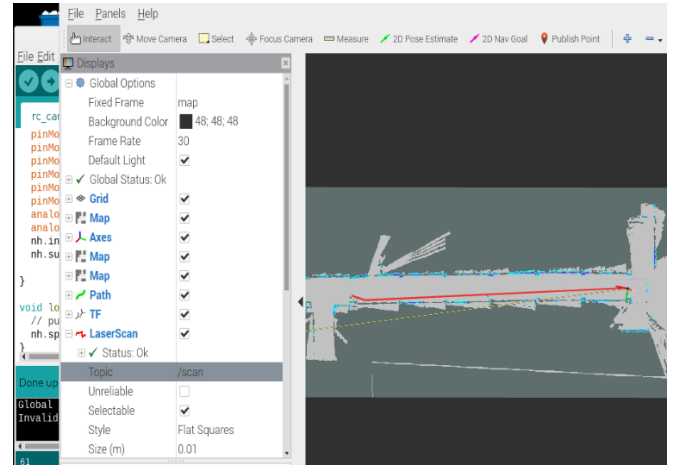 File Panels Help
Interact Move Camera Select Focus Camera Measure 2D Pose Estimate 2D Nav Goal Publish Point
File Edit
Displays
Global Options
Fixed Frame map
Background Color 48; 48; 48
Frame Rate 30
Default Light
Global Status: Ok
Grid
Map
Axes
Map
Map
Path
TF
LaserScan
Status: Ok
Topic /scan
Unreliable
Selectable
Style Flat Squares
Size (m) 0.01
rc_car
pinMo
pinMo
pinMo
pinMo
pinMo
pinMo
analo
analo
nh.in
nh.su
}
void lo
// pu
nh.sp
}
Done up
Global
Invalid
61